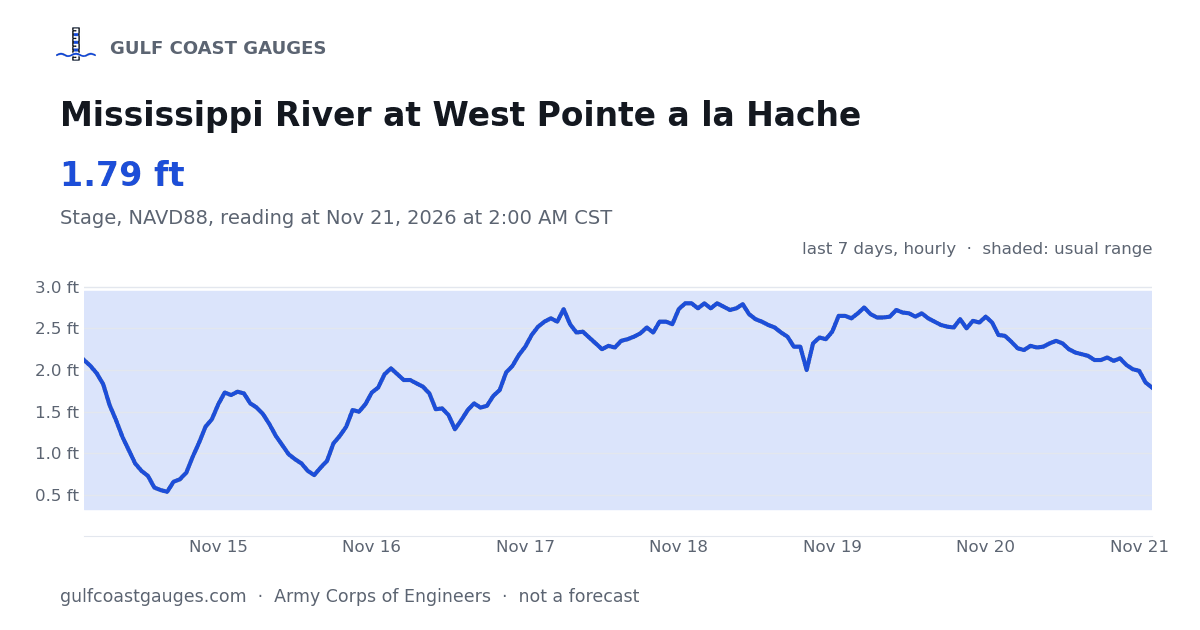 GULF COAST GAUGES
Mississippi River at West Pointe a la Hache
1.79 ft
Stage, NAVD88, reading at Nov 21, 2026 at 2:00 AM CST
last 7 days, hourly · shaded: usual range
3.0 ft
2.5 ft
2.0 ft
1.5 ft
1.0 ft
0.5 ft
Nov 15 Nov 16 Nov 17 Nov 18 Nov 19 Nov 20 Nov 21
gulfcoastgauges.com · Army Corps of Engineers · not a forecast